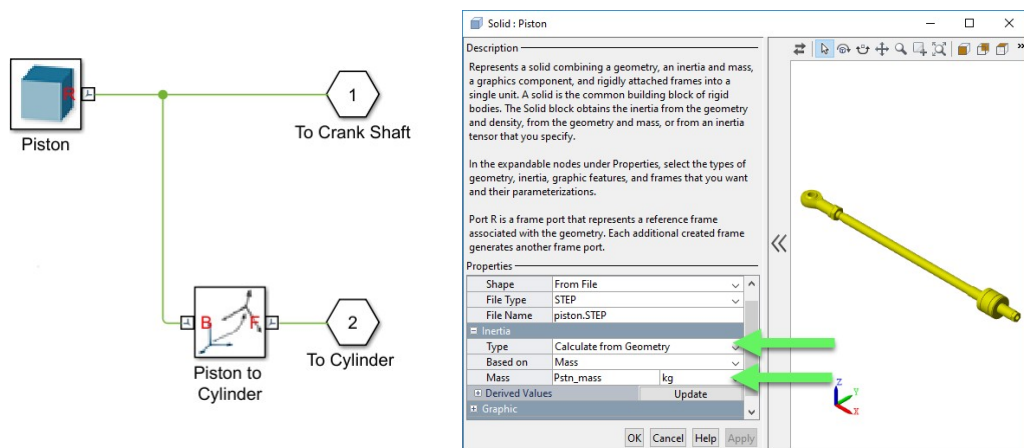 R
Piston
1
To Crank Shaft
B
F
Piston to
Cylinder
2
To Cylinder
Solid : Piston
Description
Represents a solid combining a geometry, an inertia and mass,
a graphics component, and rigidly attached frames into a
single unit. A solid is the common building block of rigid
bodies. The Solid block obtains the inertia from the geometry
and density, from the geometry and mass, or from an inertia
tensor that you specify.
In the expandable nodes under Properties, select the types of
geometry, inertia, graphic features, and frames that you want
and their parameterizations.
Port R is a frame port that represents a reference frame
associated with the geometry. Each additional created frame
generates another frame port.
Properties
Shape From File
File Type STEP
File Name piston.STEP
Inertia
Type Calculate from Geometry
Based on Mass
Mass Pstn_mass kg
Derived Values Update
Graphic
OK Cancel Help Apply
Z
Y
X